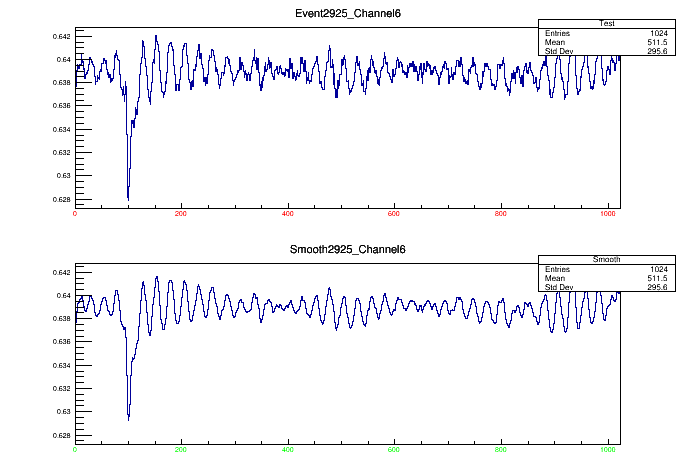 Event2925_Channel6
Test
Entries 1024
Mean 511.5
Std Dev 295.6
0.642
0.64
0.638
0.636
0.634
0.632
0.63
0.628
0 200 400 600 800 1000
Smooth2925_Channel6
Smooth
Entries 1024
Mean 511.5
Std Dev 295.6
0.642
0.64
0.638
0.636
0.634
0.632
0.63
0.628
0 200 400 600 800 1000